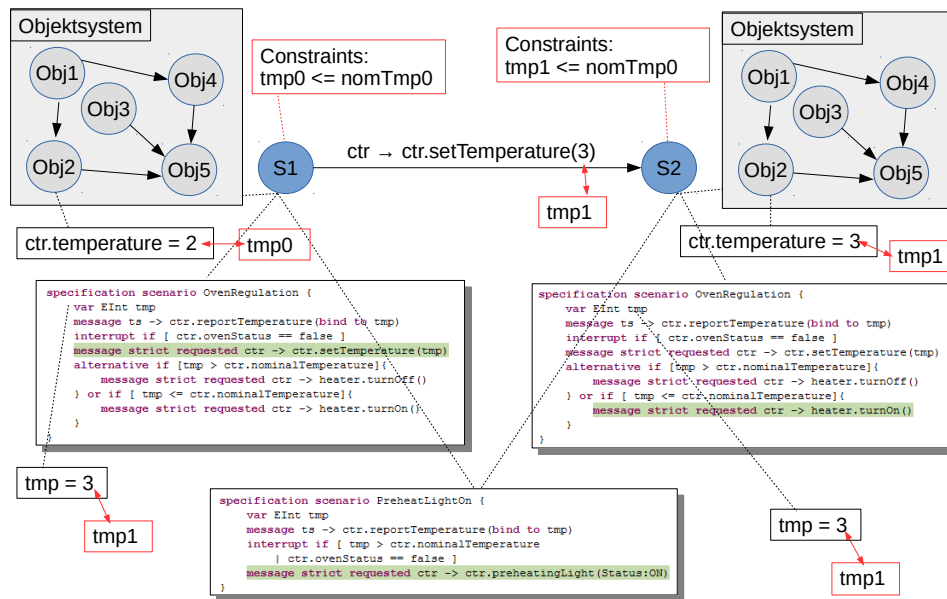 Objektsystem
Obj1
Obj4
Obj3
Obj2
Obj5
Constraints:
tmp0 <= nomTmp0
Constraints:
tmp1 <= nomTmp0
Objektsystem
Obj1
Obj4
Obj3
Obj2
Obj5
S1
ctr → ctr.setTemperature(3)
S2
tmp1
ctr.temperature = 2
tmp0
ctr.temperature = 3
tmp1
specification scenario OvenRegulation {
var EInt tmp
message ts -> ctr.reportTemperature(bind to tmp)
interrupt if [ ctr.ovenStatus == false ]
message strict requested ctr -> ctr.setTemperature(tmp)
alternative if [tmp > ctr.nominalTemperature]{
message strict requested ctr -> heater.turnOff()
} or if [ tmp <= ctr.nominalTemperature]{
message strict requested ctr -> heater.turnOn()
}
}
specification scenario OvenRegulation {
var EInt tmp
message ts -> ctr.reportTemperature(bind to tmp)
interrupt if [ ctr.ovenStatus == false ]
message strict requested ctr -> ctr.setTemperature(tmp)
alternative if [tmp > ctr.nominalTemperature]{
message strict requested ctr -> heater.turnOff()
} or if [ tmp <= ctr.nominalTemperature]{
message strict requested ctr -> heater.turnOn()
}
}
tmp = 3
tmp1
specification scenario PreheatLightOn {
var EInt tmp
message ts -> ctr.reportTemperature(bind to tmp)
interrupt if [ tmp > ctr.nominalTemperature
| ctr.ovenStatus == false ]
message strict requested ctr -> ctr.preheatingLight(Status:ON)
}
tmp = 3
tmp1